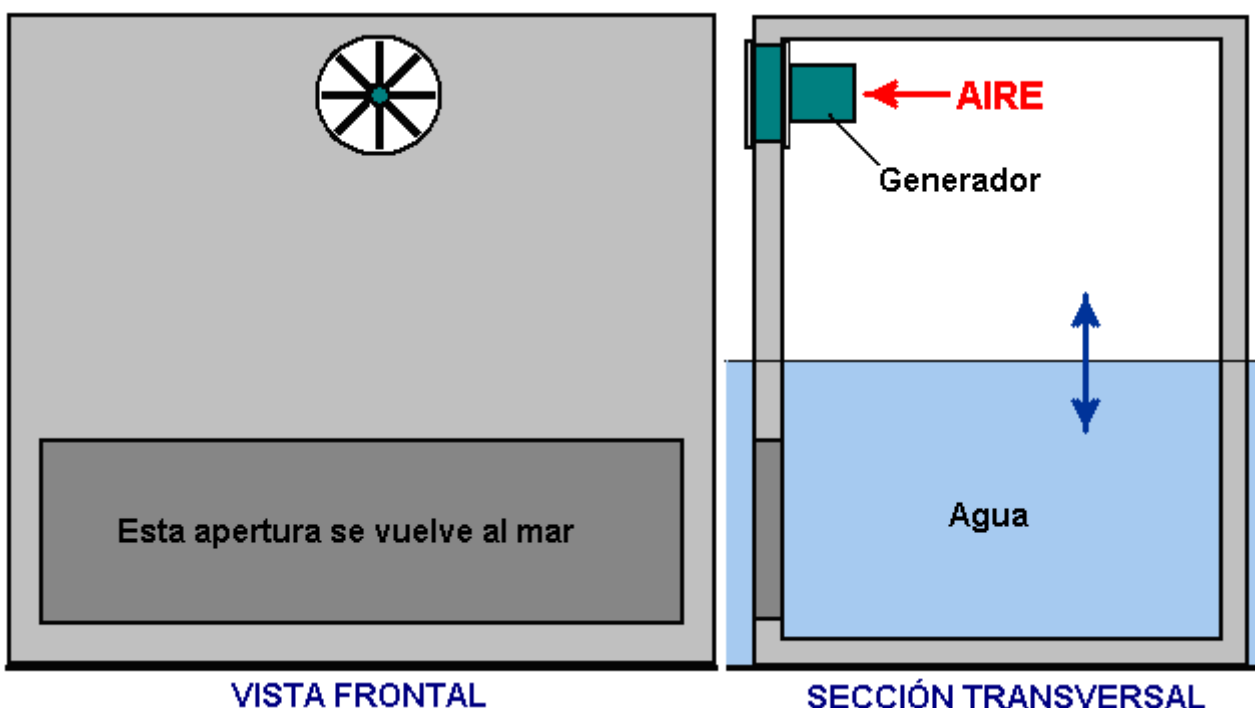 AIRE
Generador
Esta apertura se vuelve al mar
Agua
VISTA FRONTAL
SECCIÓN TRANSVERSAL